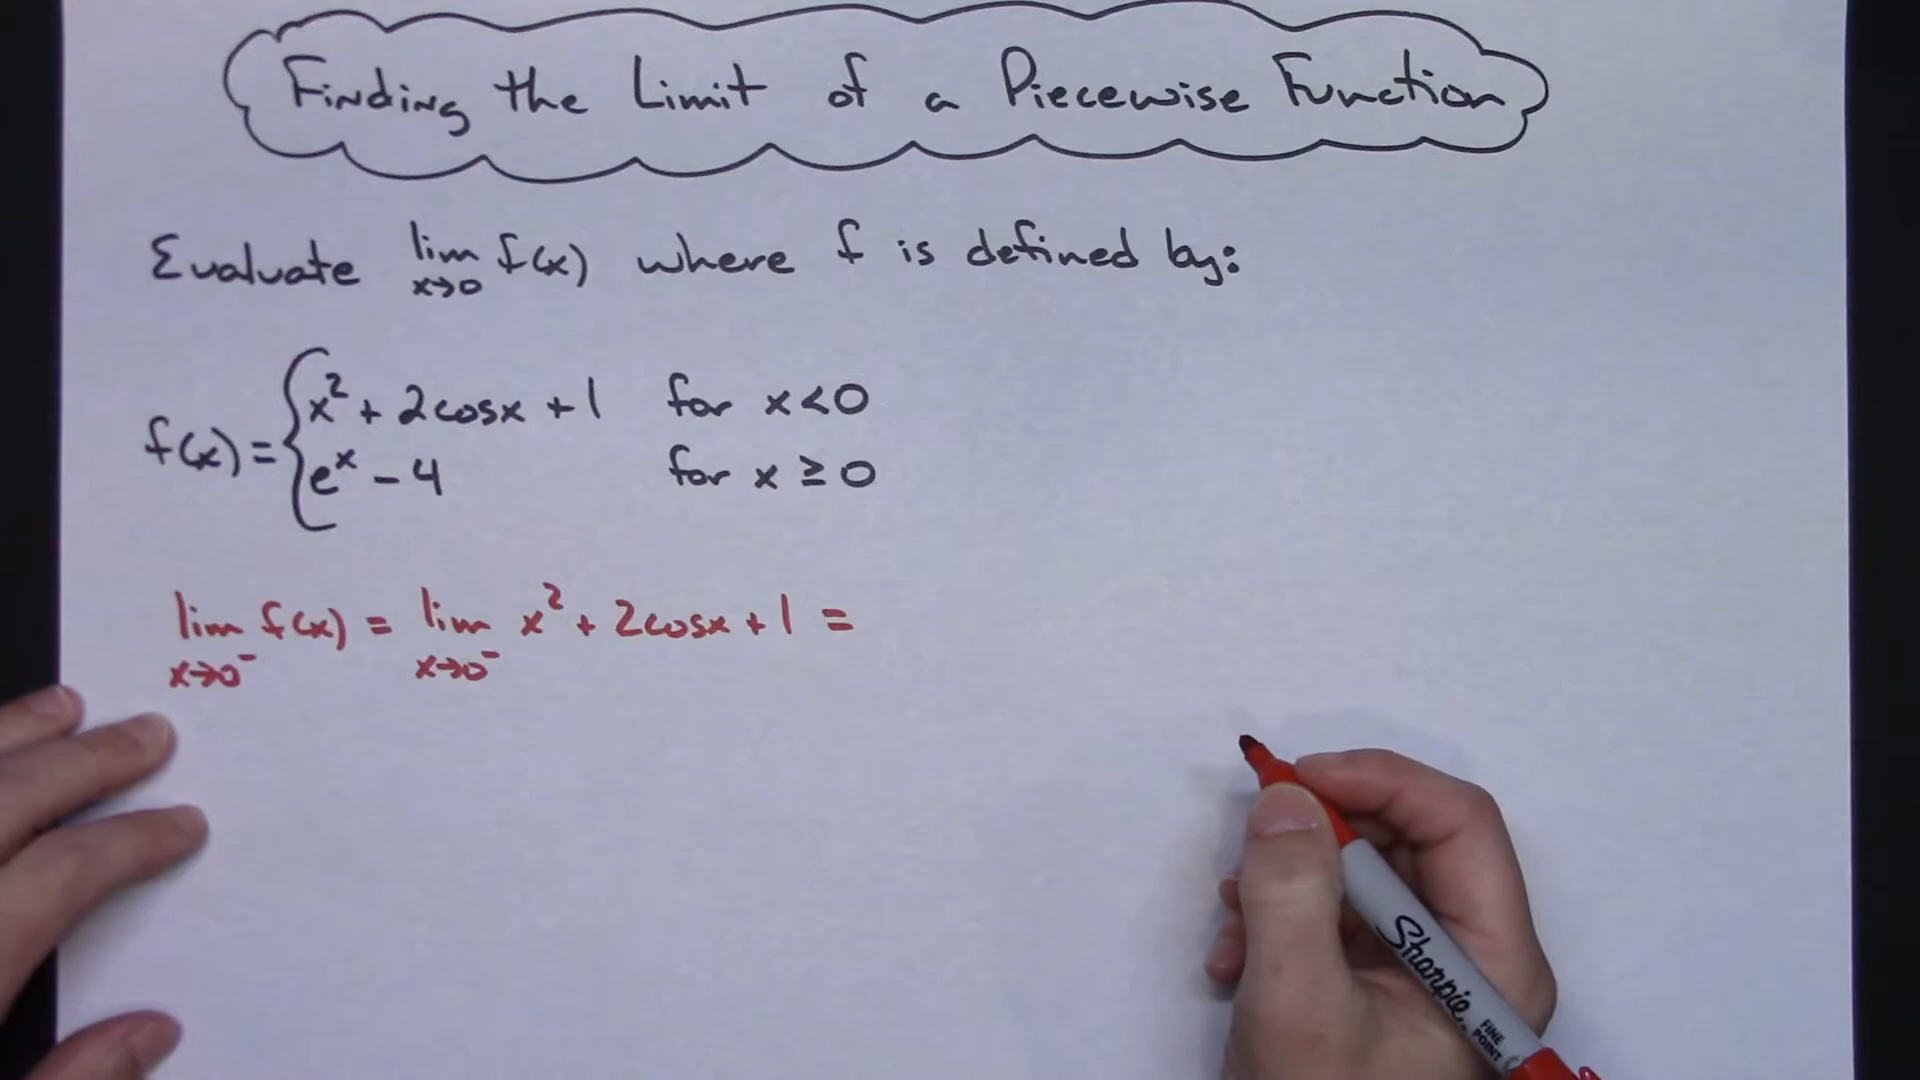 Finding the Limit of a Piecewise Function
Evaluate lim x→0 f(x) where f is defined by:
f(x) = { x² + 2cosx + 1 for x < 0
e^x - 4 for x ≥ 0
lim x→0⁻ f(x) = lim x→0⁻ x² + 2cosx + 1 =
Sharpie.
FINE
POINT